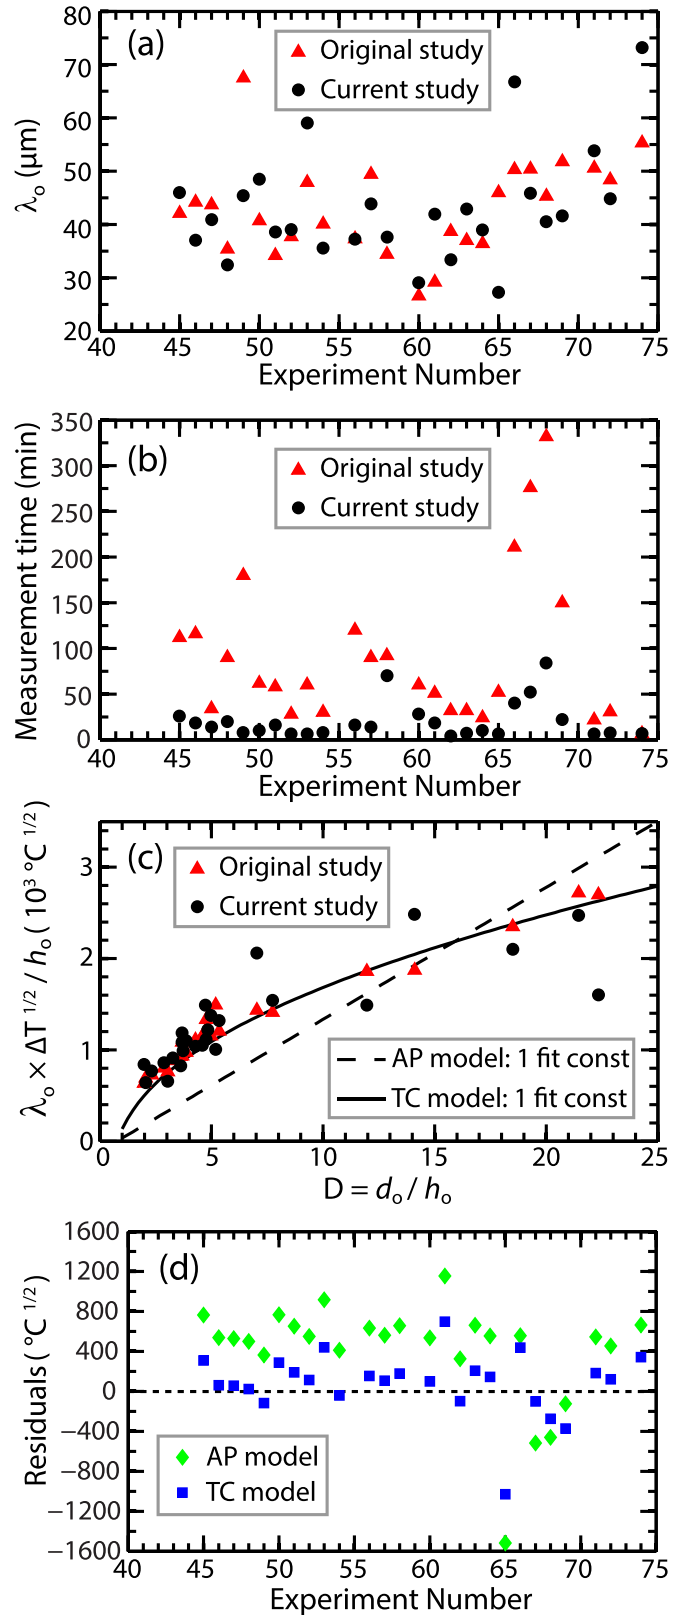 (a)
Original study
Current study
λo (μm)
80
70
60
50
40
30
20
40 45 50 55 60 65 70 75
Experiment Number
(b)
Original study
Current study
Measurement time (min)
350
300
250
200
150
100
50
0
40 45 50 55 60 65 70 75
Experiment Number
(c)
Original study
Current study
λo × ΔT 1/2 / ho ( 10³ °C 1/2)
3
2
1
0
AP model: 1 fit const
TC model: 1 fit const
0 5 10 15 20 25
D = do / ho
(d)
Residuals ( °C 1/2)
1600
1200
800
400
0
−400
−800
−1200
−1600
AP model
TC model
40 45 50 55 60 65 70 75
Experiment Number